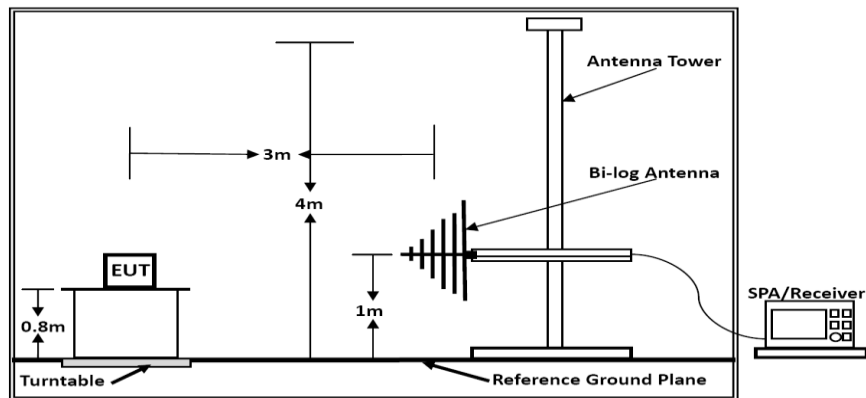 Antenna Tower
3m
Bi-log Antenna
4m
EUT
1m
0.8m
SPA/Receiver
Turntable
Reference Ground Plane